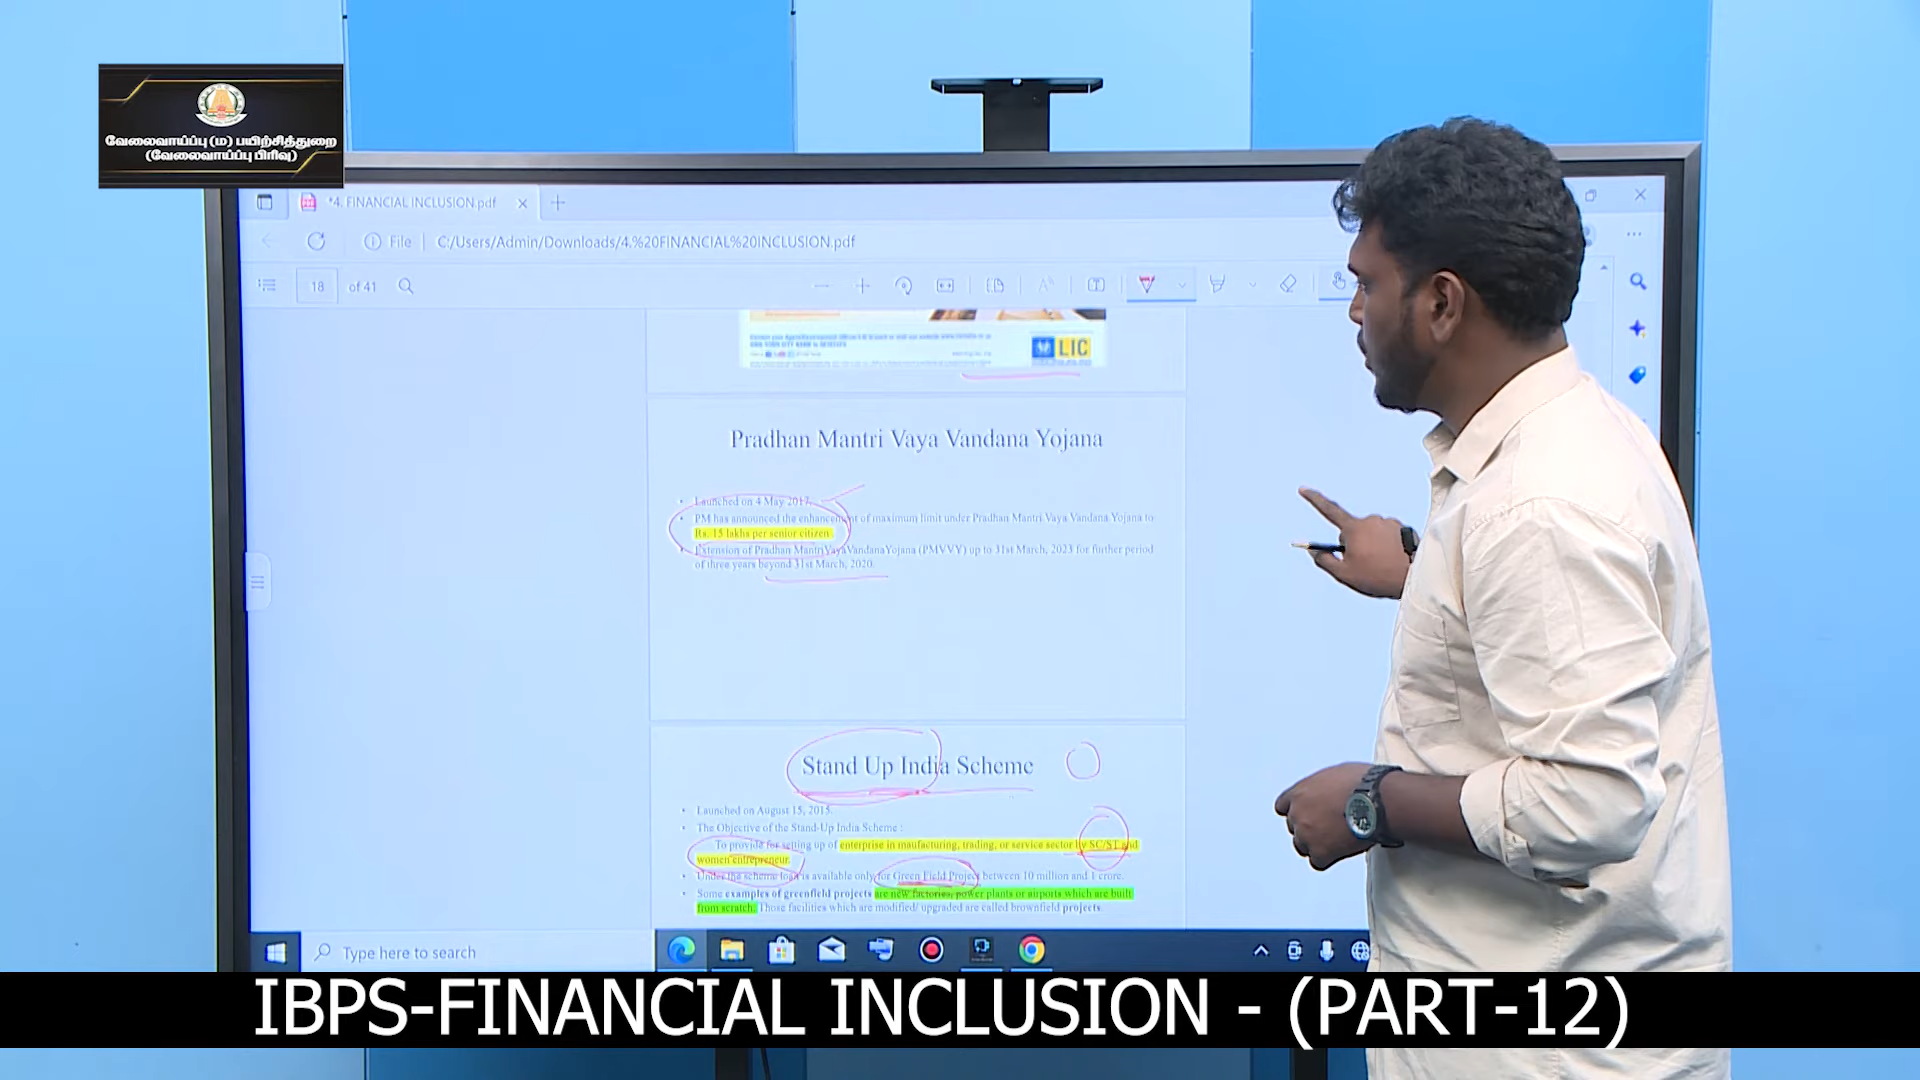 வேலைவாய்ப்பு (ம) பயிற்சித்துறை
(வேலைவாய்ப்பு பிரிவு)
*4. FINANCIAL INCLUSION.pdf
File
C:/Users/Admin/Downloads/4.%20FINANCIAL%20INCLUSION.pdf
18 of 41
LIC
Pradhan Mantri Vaya Vandana Yojana
• Launched on 4 May 2017.
• PM has announced the enhancement of maximum limit under Pradhan Mantri Vaya Vandana Yojana to
Rs. 15 lakhs per senior citizen .
• Extension of Pradhan MantriVayaVandanaYojana (PMVVY) up to 31st March, 2023 for further period
of three years beyond 31st March, 2020.
Stand Up India Scheme
• Launched on August 15, 2015.
• The Objective of the Stand-Up India Scheme :
To provide for setting up of enterprise in maufacturing, trading, or service sector by SC/ST and
women entrepreneur.
• Under the scheme loan is available only for Green Field Project between 10 million and 1 crore.
• Some examples of greenfield projects are new factories, power plants or airports which are built
from scratch. Those facilities which are modified/ upgraded are called brownfield projects.
Type here to search
IBPS-FINANCIAL INCLUSION - (PART-12)